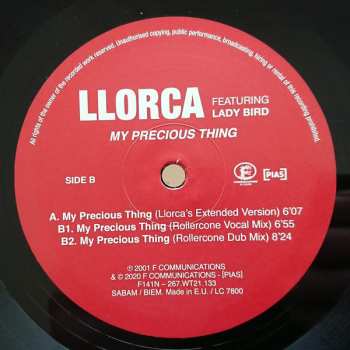 All rights of the owner of the recorded work reserved. Unauthorised copying, public performance, broadcasting, hiring or rental of this recording prohibited.
LLORCA
FEATURING
LADY BIRD
MY PRECIOUS THING
SIDE B
F
[PIAS]
A. My Precious Thing (Llorca's Extended Version) 6'07
B1. My Precious Thing (Rollercone Vocal Mix) 6'55
B2. My Precious Thing (Rollercone Dub Mix) 8'24
℗ 2001 F COMMUNICATIONS
& © 2020 F COMMUNICATIONS - [PIAS]
F141N – 267.WT21.133
SABAM / BIEM. Made in E.U. / LC 7800